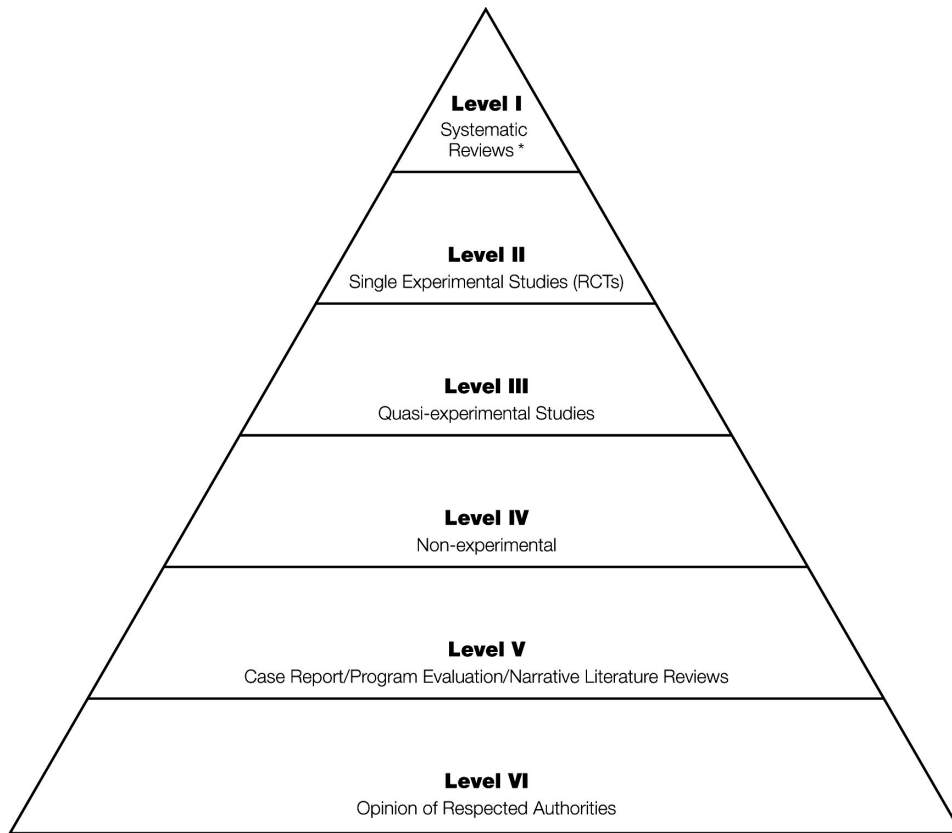 Level I
Systematic
Reviews *
Level II
Single Experimental Studies (RCTs)
Level III
Quasi-experimental Studies
Level IV
Non-experimental
Level V
Case Report/Program Evaluation/Narrative Literature Reviews
Level VI
Opinion of Respected Authorities